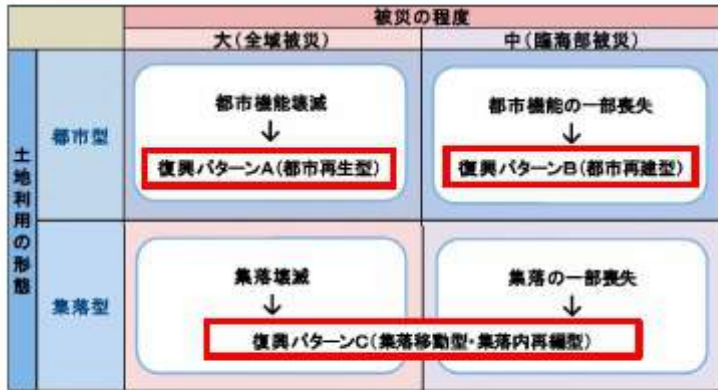 被災の程度
大(全域被災)
中(臨海部被災)
土地利用の形態
都市型
都市機能壊滅
↓
復興パターンA(都市再生型)
都市機能の一部喪失
↓
復興パターンB(都市再建型)
集落型
集落壊滅
↓
集落の一部喪失
↓
復興パターンC(集落移動型・集落内再編型)